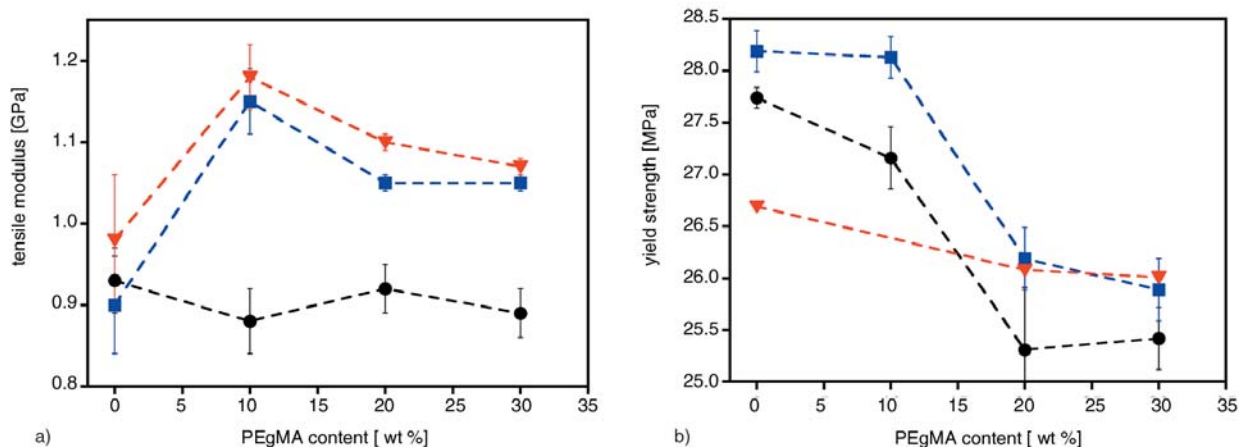 1.2
1.1
1.0
0.9
0.8
tensile modulus [GPa]
0 5 10 15 20 25 30 35
PEgMA content [ wt %]
a)
28.5
28.0
27.5
27.0
26.5
26.0
25.5
25.0
yield strength [MPa]
0 5 10 15 20 25 30 35
PEgMA content [ wt %]
b)